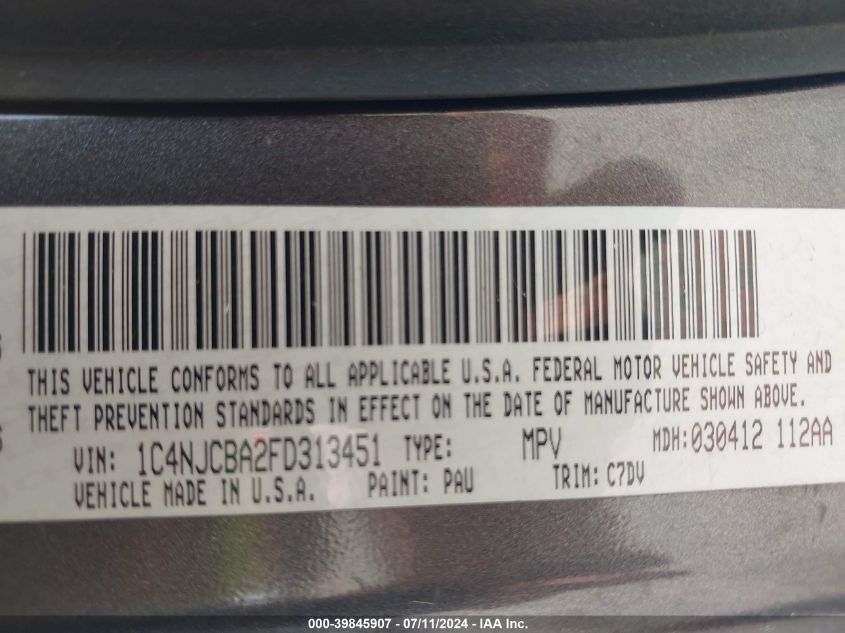 THIS VEHICLE CONFORMS TO ALL APPLICABLE U.S.A. FEDERAL MOTOR VEHICLE SAFETY AND
THEFT PREVENTION STANDARDS IN EFFECT ON THE DATE OF MANUFACTURE SHOWN ABOVE.
VIN: 1C4NJCBA2FD313451 TYPE: MPV MDH:030412 112AA
VEHICLE MADE IN U.S.A. PAINT: PAU TRIM: C7DV
000-39845907 - 07/11/2024 - IAA Inc.